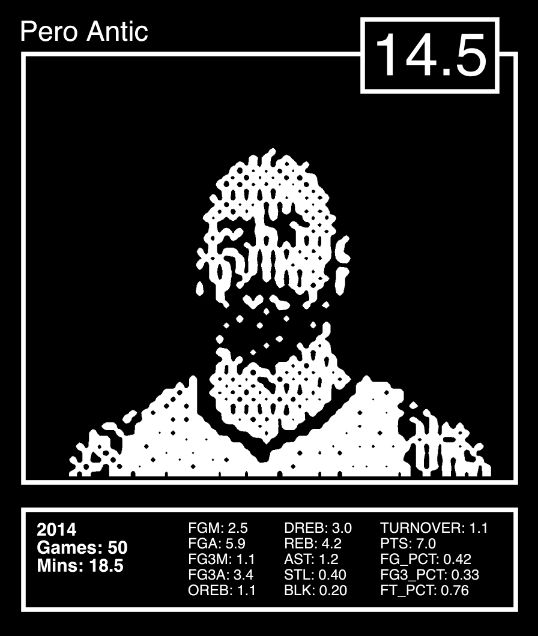 Pero Antic
14.5
2014
Games: 50
Mins: 18.5
FGM: 2.5
FGA: 5.9
FG3M: 1.1
FG3A: 3.4
OREB: 1.1
DREB: 3.0
REB: 4.2
AST: 1.2
STL: 0.40
BLK: 0.20
TURNOVER: 1.1
PTS: 7.0
FG_PCT: 0.42
FG3_PCT: 0.33
FT_PCT: 0.76